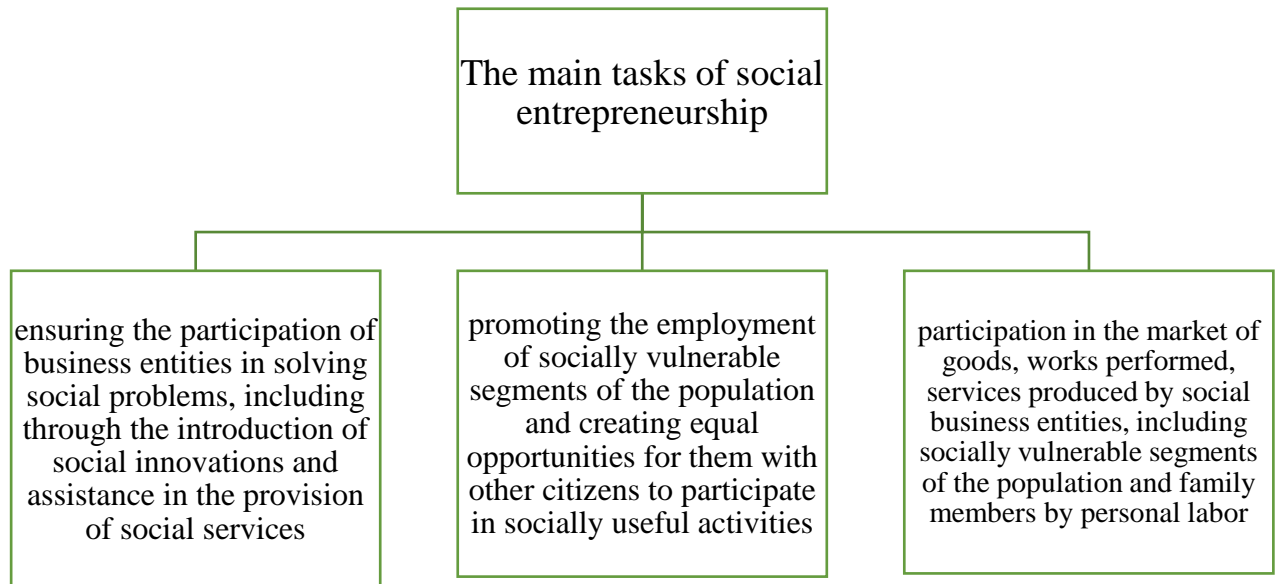 The main tasks of social
entrepreneurship
ensuring the participation of
business entities in solving
social problems, including
through the introduction of
social innovations and
assistance in the provision
of social services
promoting the employment
of socially vulnerable
segments of the population
and creating equal
opportunities for them with
other citizens to participate
in socially useful activities
participation in the market of
goods, works performed,
services produced by social
business entities, including
socially vulnerable segments
of the population and family
members by personal labor